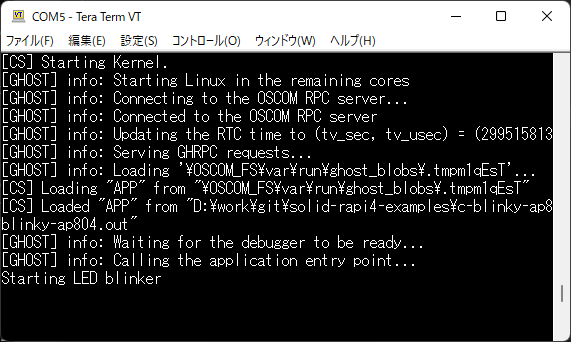 COM5 - Tera Term VT
ファイル(F) 編集(E) 設定(S) コントロール(O) ウィンドウ(W) ヘルプ(H)
[CS] Starting Kernel.
[GHOST] info: Starting Linux in the remaining cores
[GHOST] info: Connecting to the OSCOM RPC server...
[GHOST] info: Connected to the OSCOM RPC server
[GHOST] info: Updating the RTC time to (tv_sec, tv_usec) = (299515813
[GHOST] info: Serving GHRPC requests...
[GHOST] info: Loading '¥OSCOM_FS¥var¥run¥ghost_blobs¥.tmpm1qEsT'...
[CS] Loading "APP" from "¥OSCOM_FS¥var¥run¥ghost_blobs¥.tmpm1qEsT"
[CS] Loaded "APP" from "D:¥work¥git¥solid-rapi4-examples¥c-blinky-ap8
blinky-ap804.out"
[GHOST] info: Waiting for the debugger to be ready...
[GHOST] info: Calling the application entry point...
Starting LED blinker